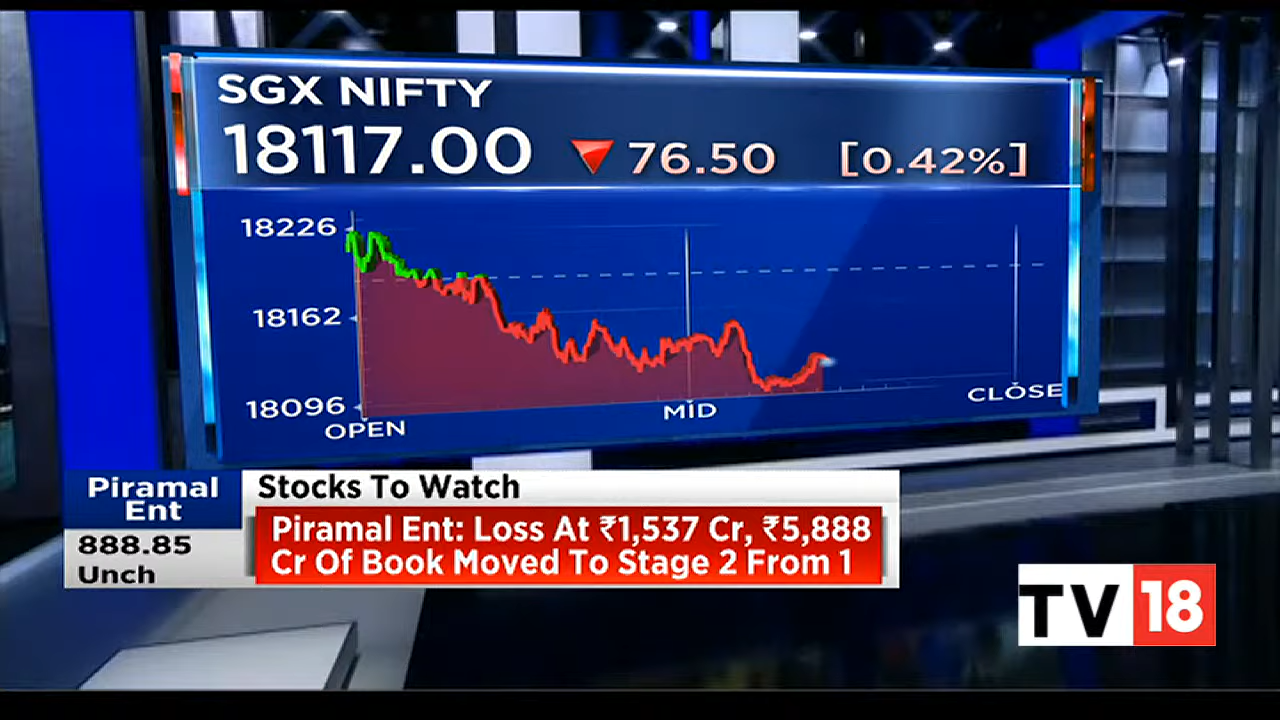 SGX NIFTY
18117.00 ▼ 76.50 [0.42%]
18226
18162
18096
OPEN
MID
CLOSE
Piramal
Ent
888.85
Unch
Stocks To Watch
Piramal Ent: Loss At ₹1,537 Cr, ₹5,888
Cr Of Book Moved To Stage 2 From 1
TV18